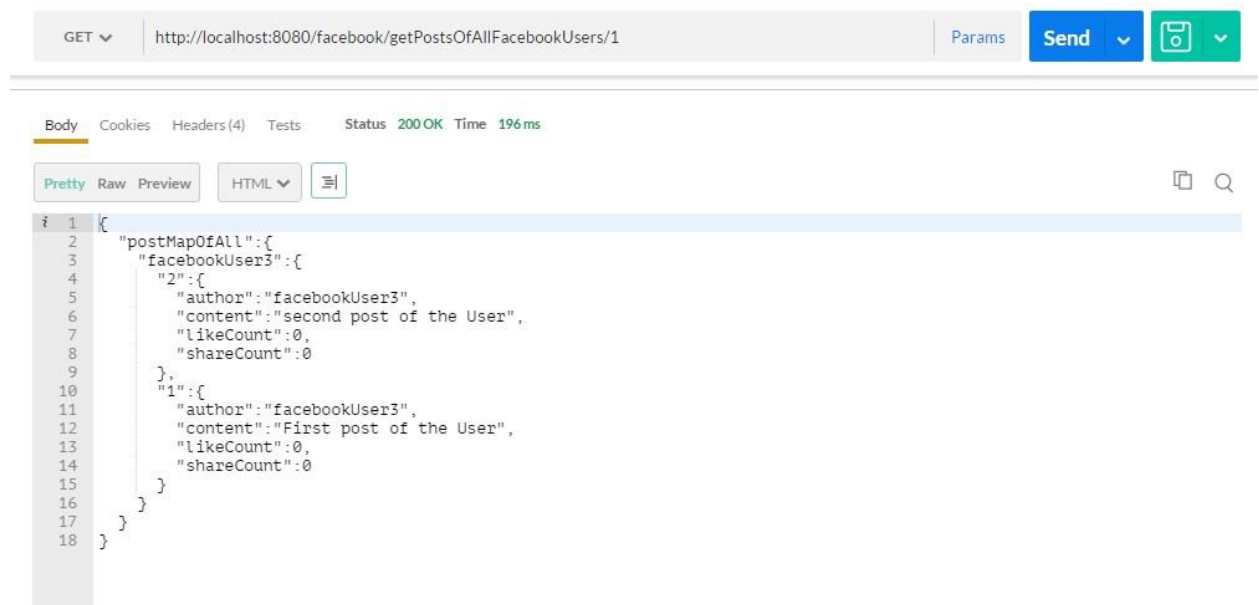 GET http://localhost:8080/facebook/getPostsOfAllFacebookUsers/1 Params Send
Body Cookies Headers (4) Tests Status 200 OK Time 196 ms
Pretty Raw Preview HTML
i 1 {
2 "postMapOfAll":{
3 "facebookUser3":{
4 "2":{
5 "author":"facebookUser3",
6 "content":"second post of the User",
7 "likeCount":0,
8 "shareCount":0
9 },
10 "1":{
11 "author":"facebookUser3",
12 "content":"First post of the User",
13 "likeCount":0,
14 "shareCount":0
15 }
16 }
17 }
18 }